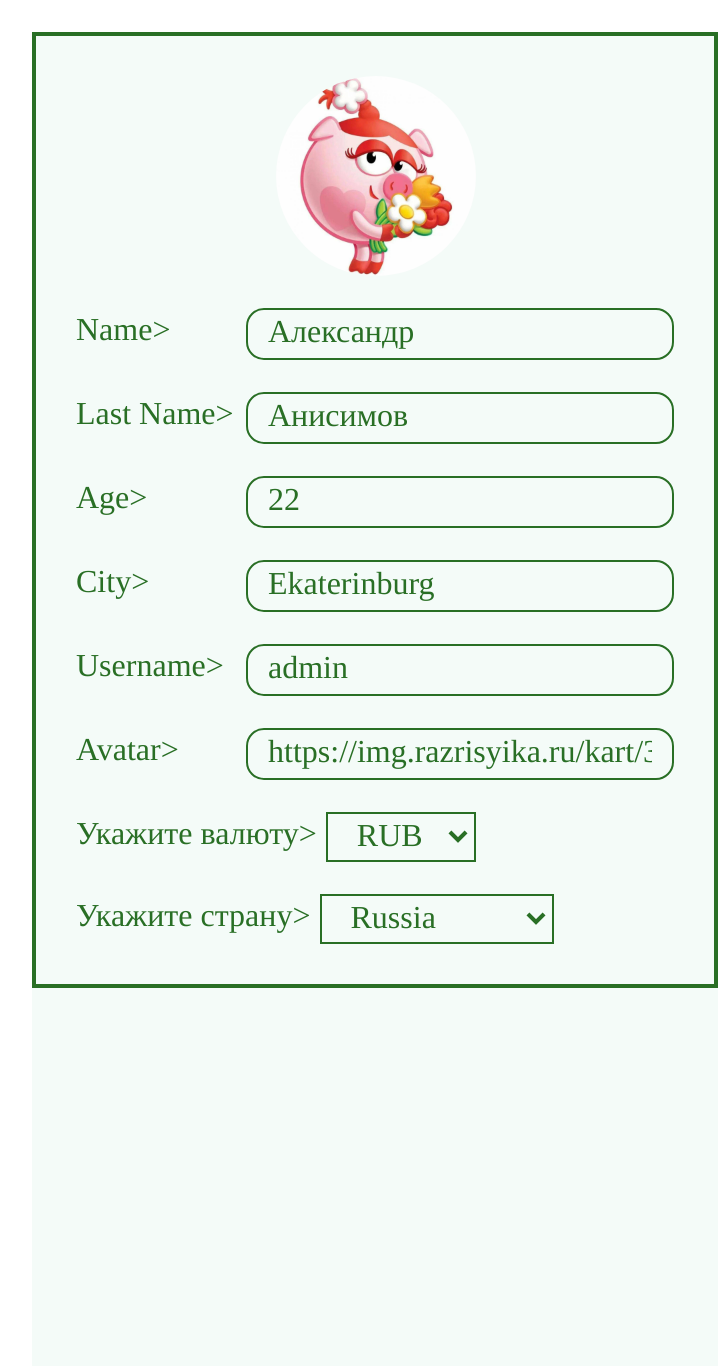 Name> Александр
Last Name> Анисимов
Age> 22
City> Ekaterinburg
Username> admin
Avatar> https://img.razrisyika.ru/kart/
Укажите валюту> RUB
Укажите страну> Russia